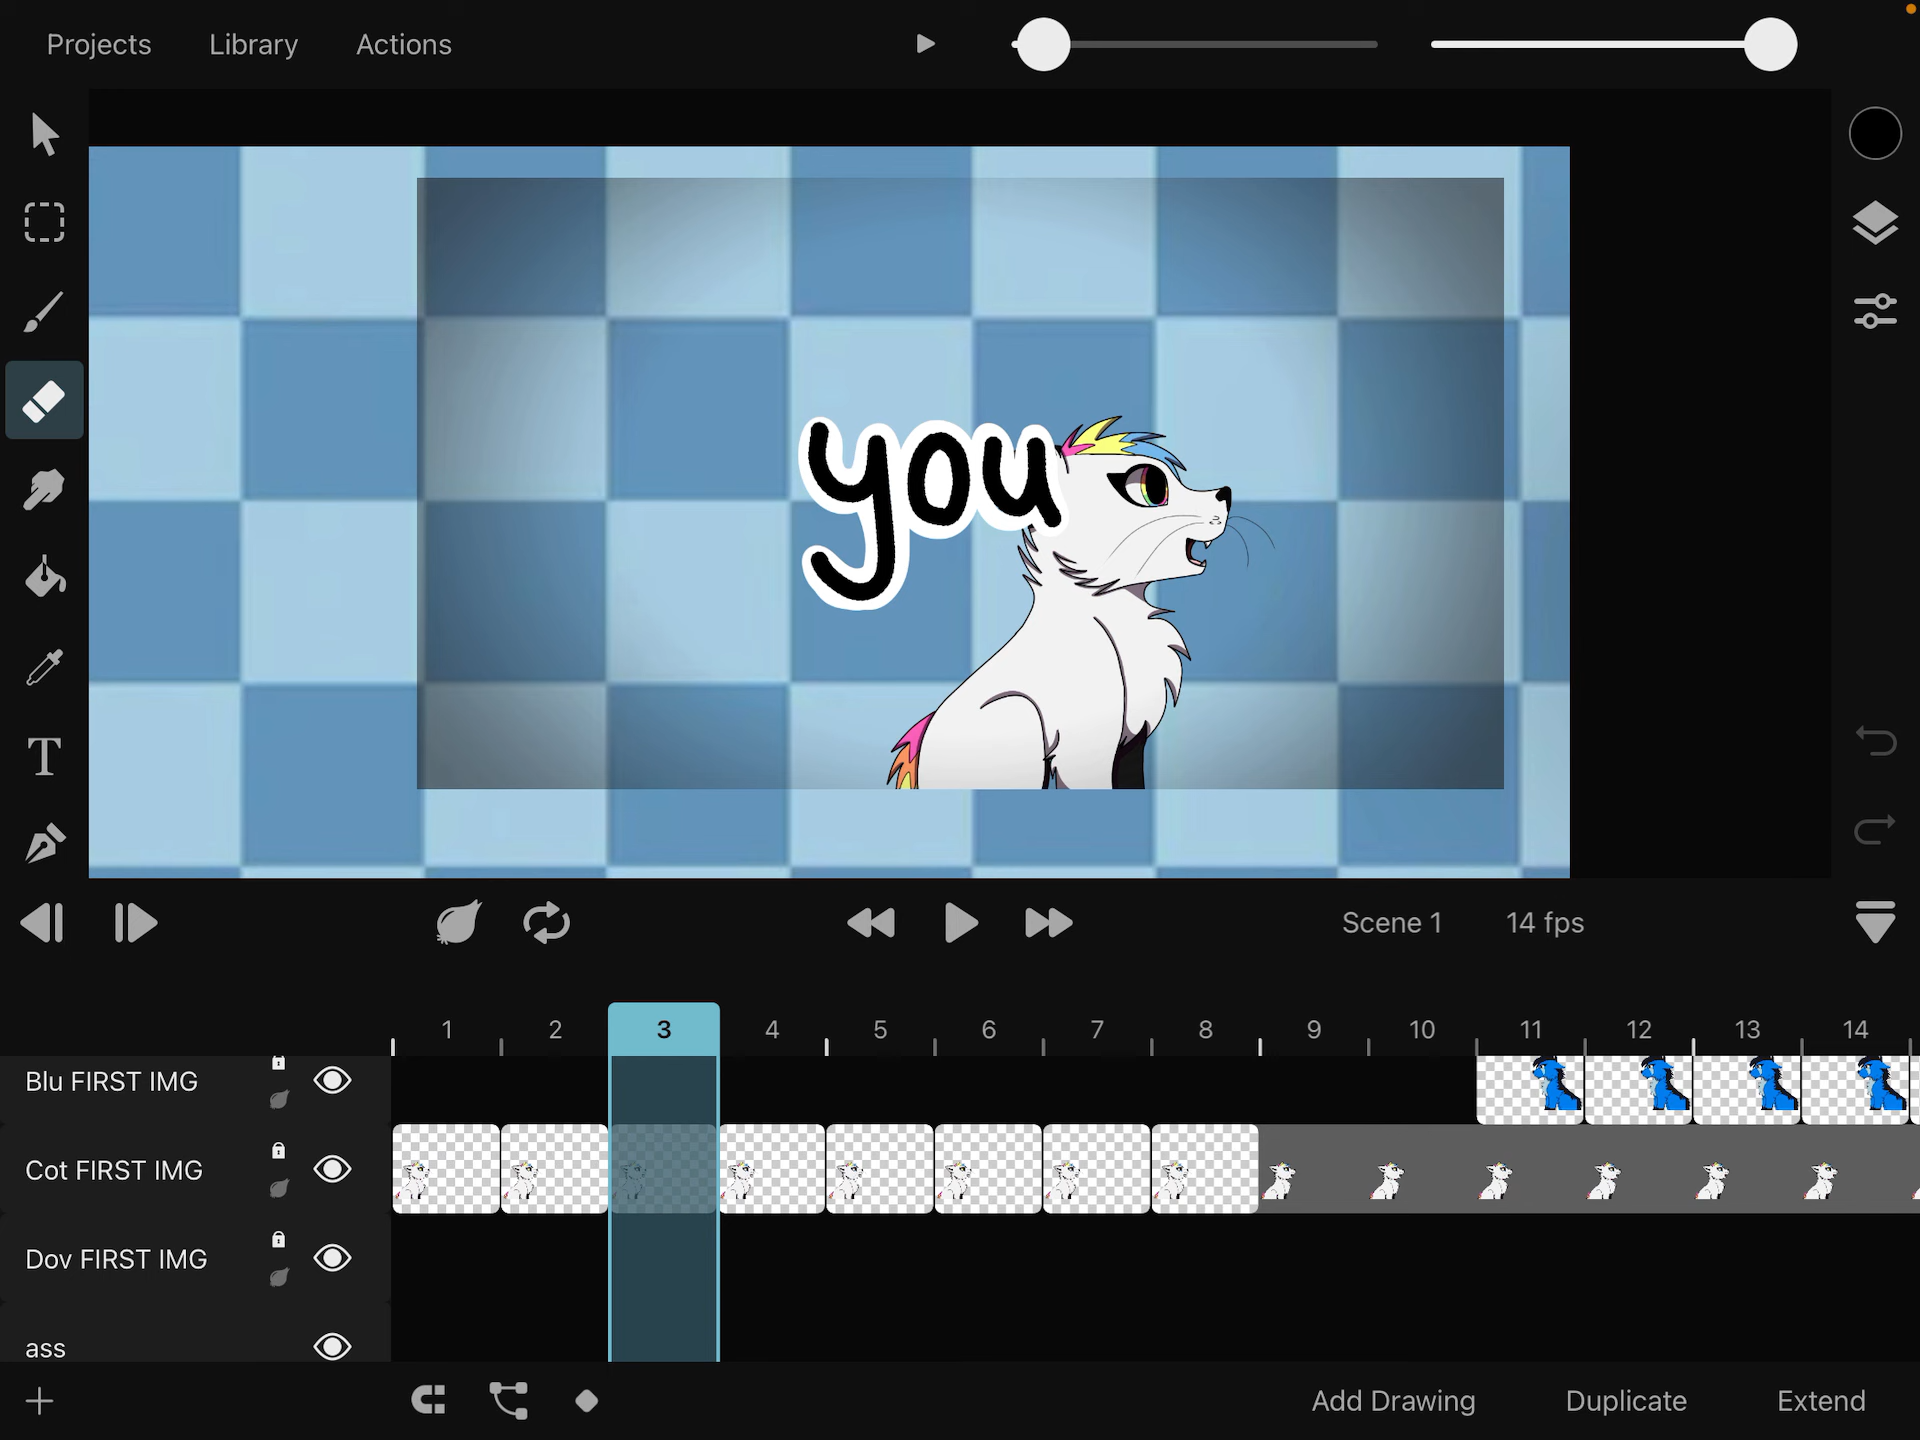 Projects Library Actions
you
Scene 1 14 fps
1 2 3 4 5 6 7 8 9 10 11 12 13 14
Blu FIRST IMG
Cot FIRST IMG
Dov FIRST IMG
ass
Add Drawing Duplicate Extend